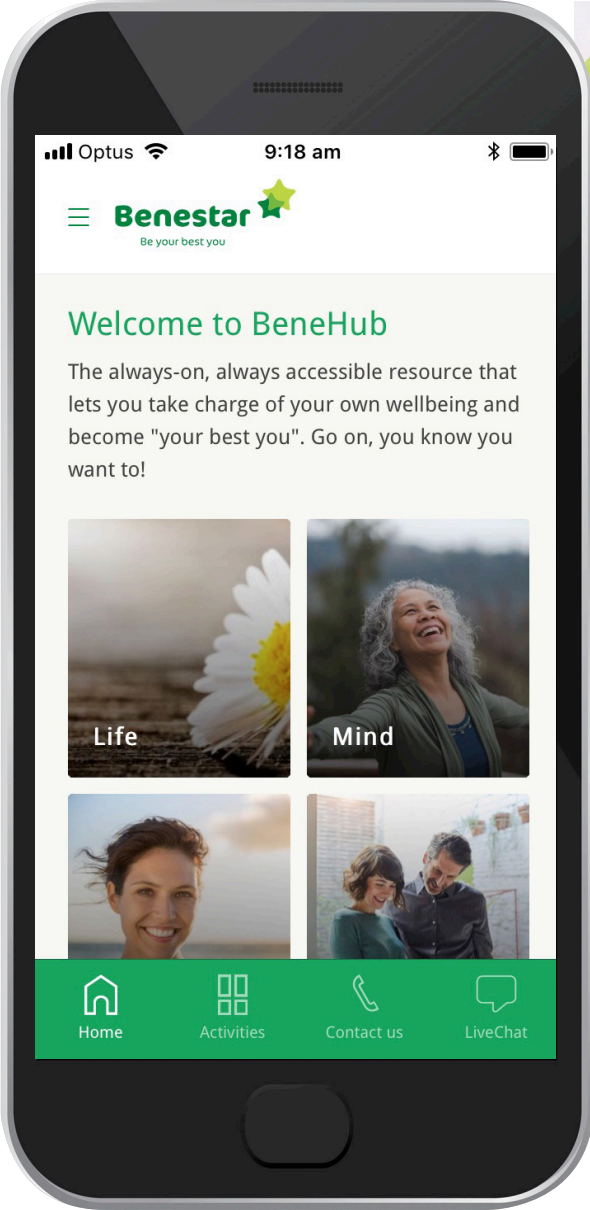 Optus
9:18 am
Benestar
Be your best you
Welcome to BeneHub
The always-on, always accessible resource that
lets you take charge of your own wellbeing and
become "your best you". Go on, you know you
want to!
Life
Mind
Home
Activities
Contact us
LiveChat